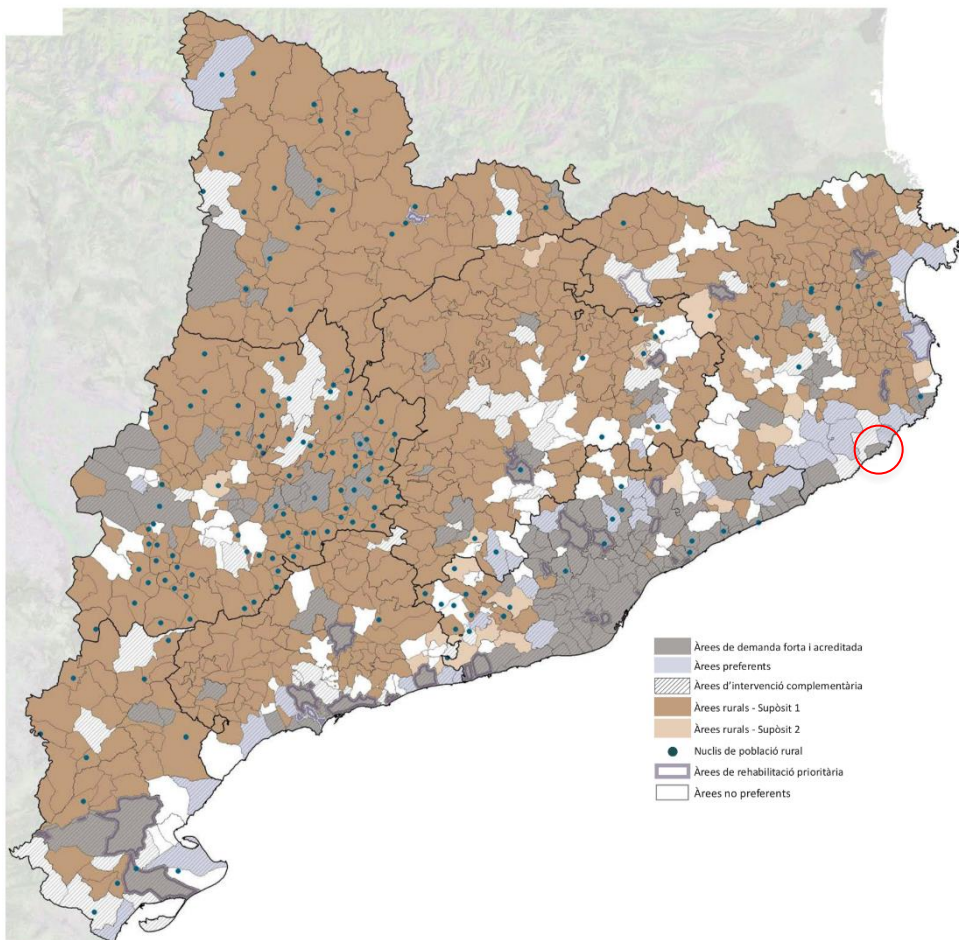 Àrees de demanda forta i acreditada
Àrees preferents
Àrees d'intervenció complementària
Àrees rurals - Supòsit 1
Àrees rurals - Supòsit 2
Nuclis de població rural
Àrees de rehabilitació prioritària
Àrees no preferents